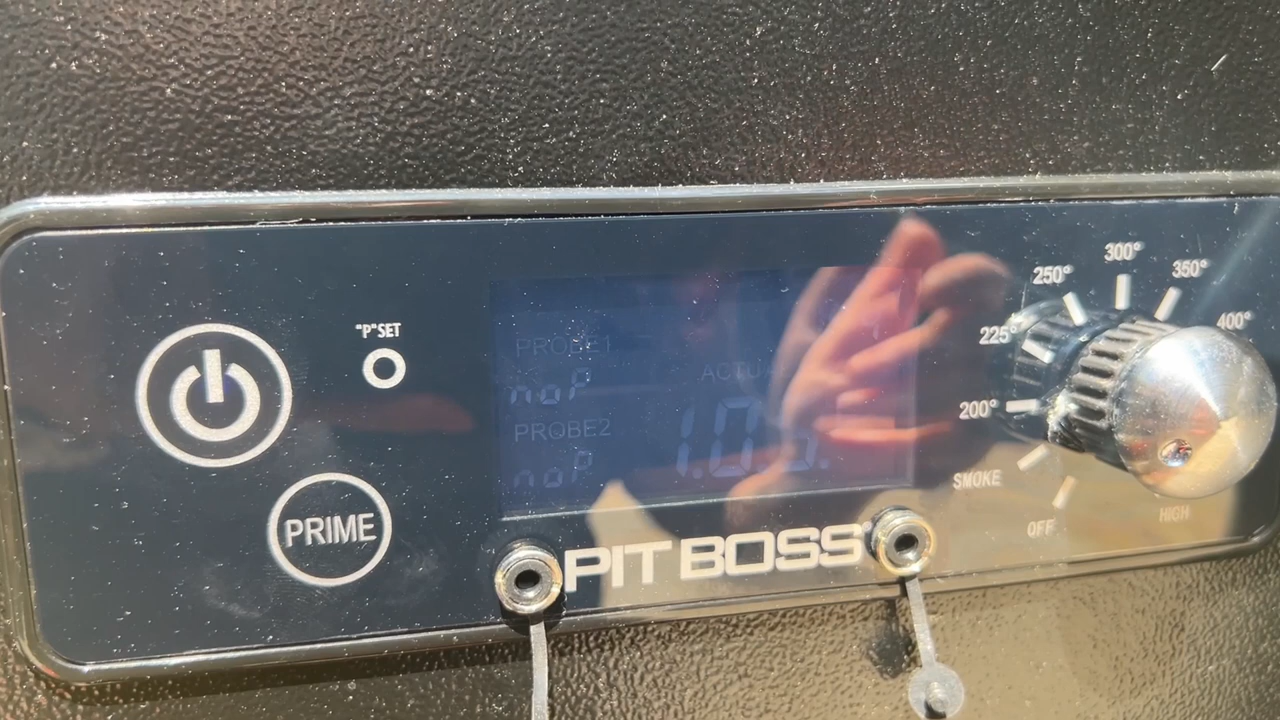 "P"SET
PRIME
PROBE1
noP
PROBE2
noP
PIT BOSS
OFF
SMOKE
200°
225°
250°
300°
350°
400°
HIGH